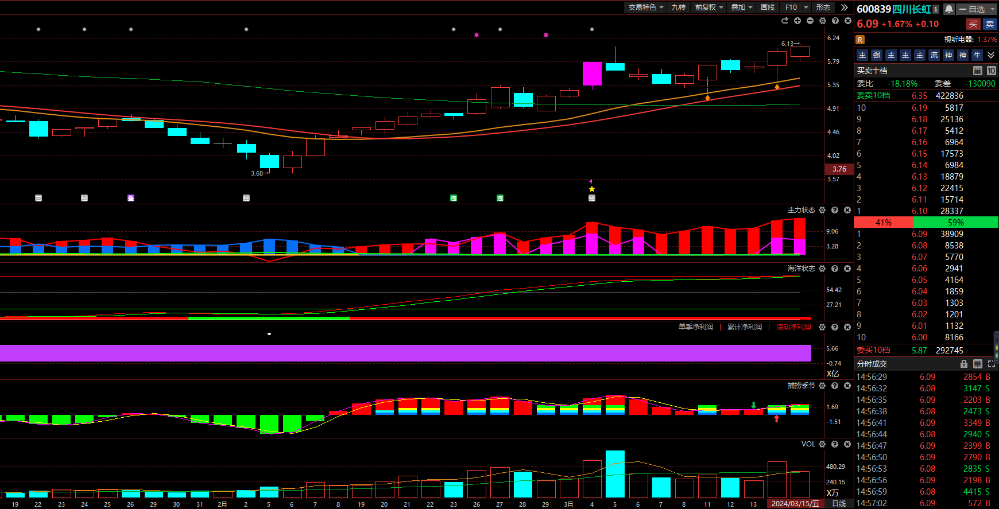 交易特色 九转 前复权 叠加 画线 F10 形态
600839 四川长虹 自选
6.09 +1.67% +0.10 买 卖
R 视听电器: 1.37%
主 强 主 主 主 流 神 神 牛
买卖十档 量 10
委比 -18.18% 委差 -130090
委卖10档 6.35 422836
10 6.19 5817
9 6.18 25136
8 6.17 5412
7 6.16 6964
6 6.15 17573
5 6.14 6984
4 6.13 18879
3 6.12 22415
2 6.11 15714
1 6.10 28337
41% 59%
1 6.09 38909
2 6.08 8538
3 6.07 5770
4 6.06 2941
5 6.05 4164
6 6.04 1859
7 6.03 1303
8 6.02 1201
9 6.01 1132
10 6.00 8166
委买10档 5.87 292745
分时成交 量
14:56:29 6.09 2854 B
14:56:32 6.08 3147 S
14:56:35 6.09 2203 B
14:56:38 6.08 2473 S
14:56:41 6.09 3349 B
14:56:44 6.08 2940 S
14:56:47 6.09 2399 B
14:56:50 6.09 2790 B
14:56:53 6.08 2835 S
14:56:56 6.09 2198 B
14:56:59 6.08 4415 S
14:57:02 6.09 572 B
6.24
6.13
5.79
5.35
4.91
4.46
4.02
3.76
3.68
3.57
主力状态
9.06
3.28
海洋状态
54.42
27.21
单季净利润 | 累计净利润 | 滚动净利润
5.66
-0.74
X亿
捕捞季节
1.69
-1.51
VOL
480.29
240.15
X万
19 22 23 24 25 26 29 30 31 2月 2 5 6 7 8 19 20 21 22 23 26 27 28 29 3月 4 5 6 7 8 11 12 13 2024/03/15/五 日线